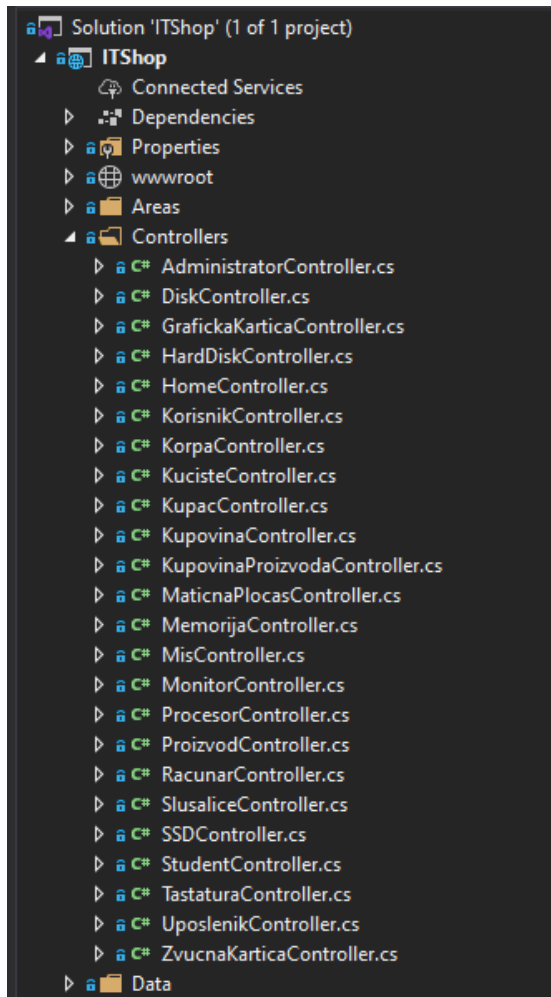 Solution 'ITShop' (1 of 1 project)
ITShop
Connected Services
Dependencies
Properties
wwwroot
Areas
Controllers
C# AdministratorController.cs
C# DiskController.cs
C# GrafickaKarticaController.cs
C# HardDiskController.cs
C# HomeController.cs
C# KorisnikController.cs
C# KorpaController.cs
C# KucisteController.cs
C# KupacController.cs
C# KupovinaController.cs
C# KupovinaProizvodaController.cs
C# MaticnaPlocasController.cs
C# MemorijaController.cs
C# MisController.cs
C# MonitorController.cs
C# ProcesorController.cs
C# ProizvodController.cs
C# RacunarController.cs
C# SlusaliceController.cs
C# SSDController.cs
C# StudentController.cs
C# TastaturaController.cs
C# UposlenikController.cs
C# ZvucnaKarticaController.cs
Data